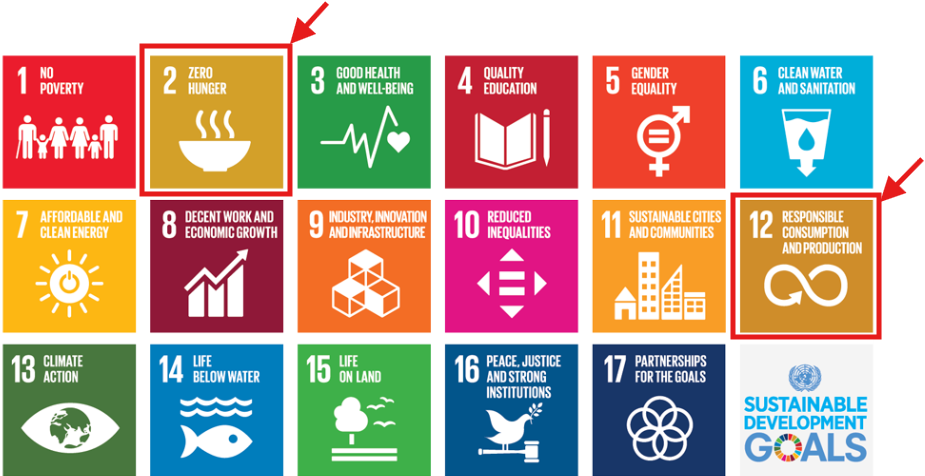 1 NO
POVERTY
2 ZERO
HUNGER
3 GOOD HEALTH
AND WELL-BEING
4 QUALITY
EDUCATION
5 GENDER
EQUALITY
6 CLEAN WATER
AND SANITATION
7 AFFORDABLE AND
CLEAN ENERGY
8 DECENT WORK AND
ECONOMIC GROWTH
9 INDUSTRY, INNOVATION
AND INFRASTRUCTURE
10 REDUCED
INEQUALITIES
11 SUSTAINABLE CITIES
AND COMMUNITIES
12 RESPONSIBLE
CONSUMPTION
AND PRODUCTION
13 CLIMATE
ACTION
14 LIFE
BELOW WATER
15 LIFE
ON LAND
16 PEACE, JUSTICE
AND STRONG
INSTITUTIONS
17 PARTNERSHIPS
FOR THE GOALS
SUSTAINABLE
DEVELOPMENT
GOALS